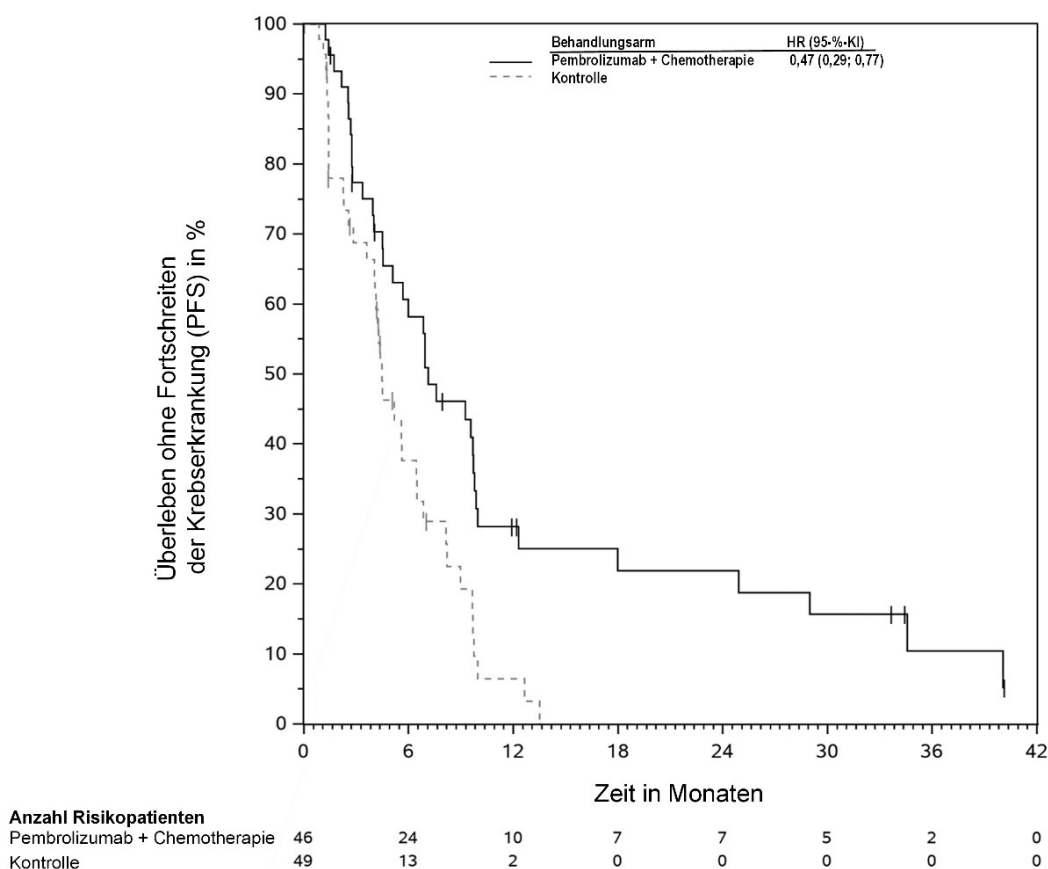 Behandlungsarm HR (95-%-KI)
Pembrolizumab + Chemotherapie 0,47 (0,29; 0,77)
Kontrolle
Überleben ohne Fortschreiten
der Krebserkrankung (PFS) in %
100
90
80
70
60
50
40
30
20
10
0
0 6 12 18 24 30 36 42
Zeit in Monaten
Anzahl Risikopatienten
Pembrolizumab + Chemotherapie 46 24 10 7 7 5 2 0
Kontrolle 49 13 2 0 0 0 0 0